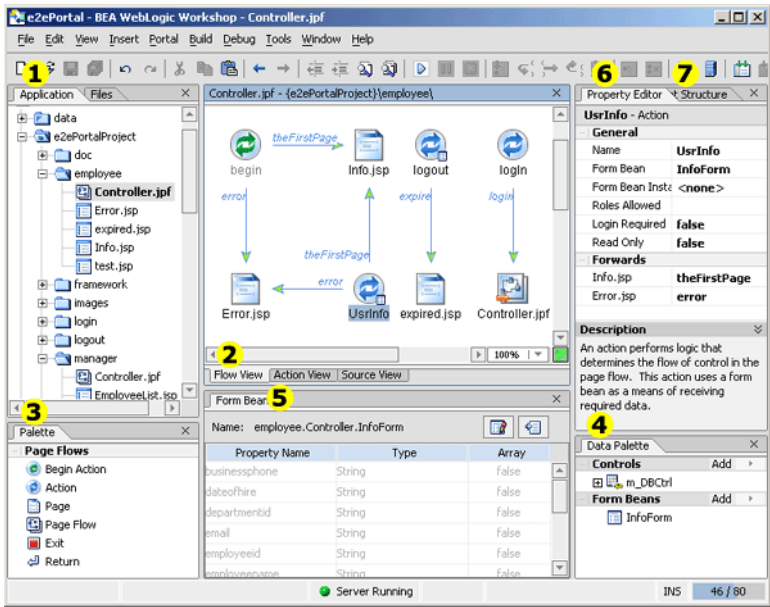 e2ePortal - BEA WebLogic Workshop - Controller.jpf
File Edit View Insert Portal Build Debug Tools Window Help
1
6
7
Application
Files
data
e2ePortalProject
doc
employee
Controller.jpf
Error.jsp
expired.jsp
Info.jsp
test.jsp
framework
images
login
logout
manager
Controller.jpf
EmployeeList.jsp
Controller.jpf - {e2ePortalProject}\employee\
begin
theFirstPage
Info.jsp
logout
logIn
error
expire
login
theFirstPage
error
Error.jsp
UsrInfo
expired.jsp
Controller.jpf
2
100%
Flow View
Action View
Source View
Property Editor
Structure
UsrInfo - Action
General
Name UsrInfo
Form Bean InfoForm
Form Bean Insta <none>
Roles Allowed
Login Required false
Read Only false
Forwards
Info.jsp theFirstPage
Error.jsp error
Description
An action performs logic that
determines the flow of control in the
page flow. This action uses a form
bean as a means of receiving
required data.
3
Palette
Page Flows
Begin Action
Action
Page
Page Flow
Exit
Return
5
Form Bean
Name: employee.Controller.InfoForm
Property Name Type Array
businessphone String false
dateofhire String false
departmentid String false
email String false
employeeid String false
employeename String false
4
Data Palette
Controls Add
m_DBCtrl
Form Beans Add
InfoForm
Server Running
INS
46 / 80